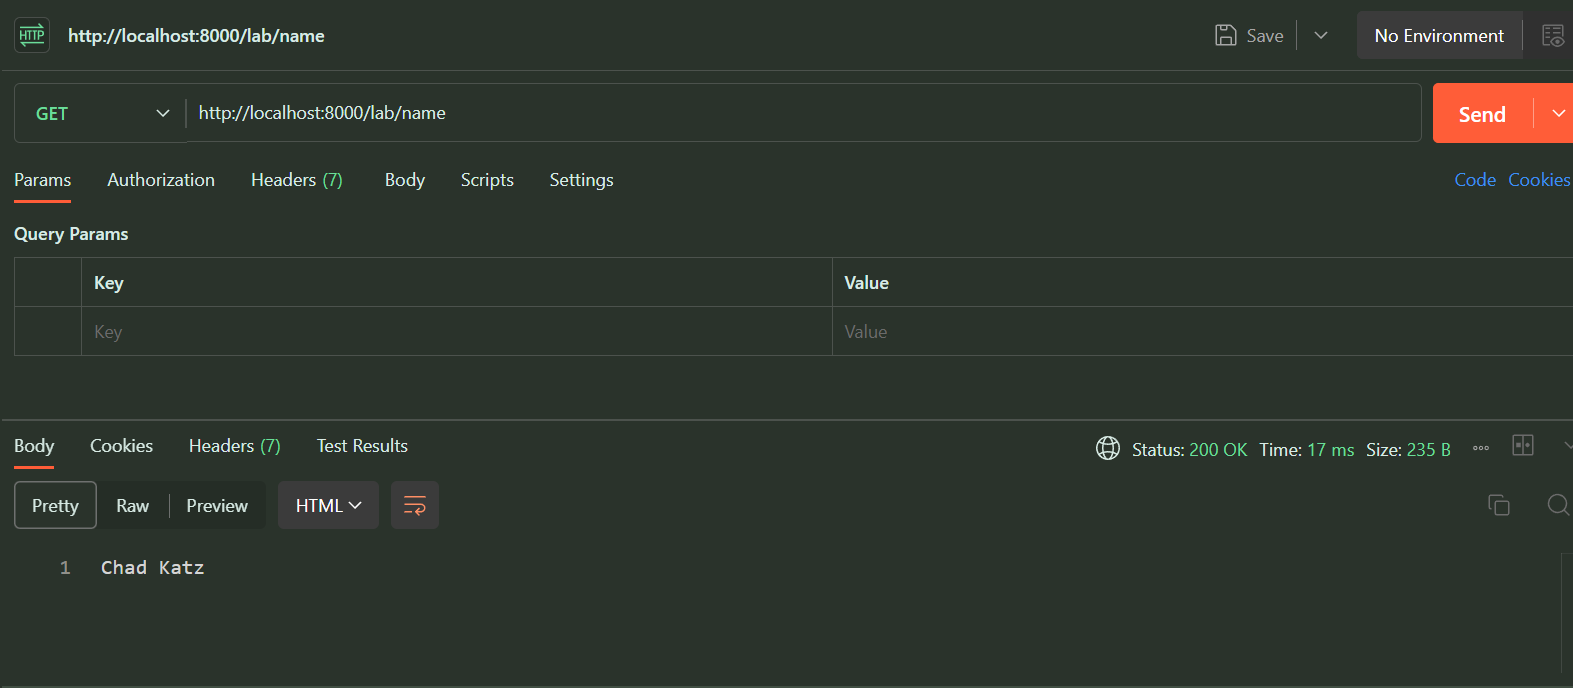 HTTP http://localhost:8000/lab/name Save No Environment
GET http://localhost:8000/lab/name Send
Params Authorization Headers (7) Body Scripts Settings Code Cookies
Query Params
Key Value
Key Value
Body Cookies Headers (7) Test Results Status: 200 OK Time: 17 ms Size: 235 B
Pretty Raw Preview HTML
1 Chad Katz